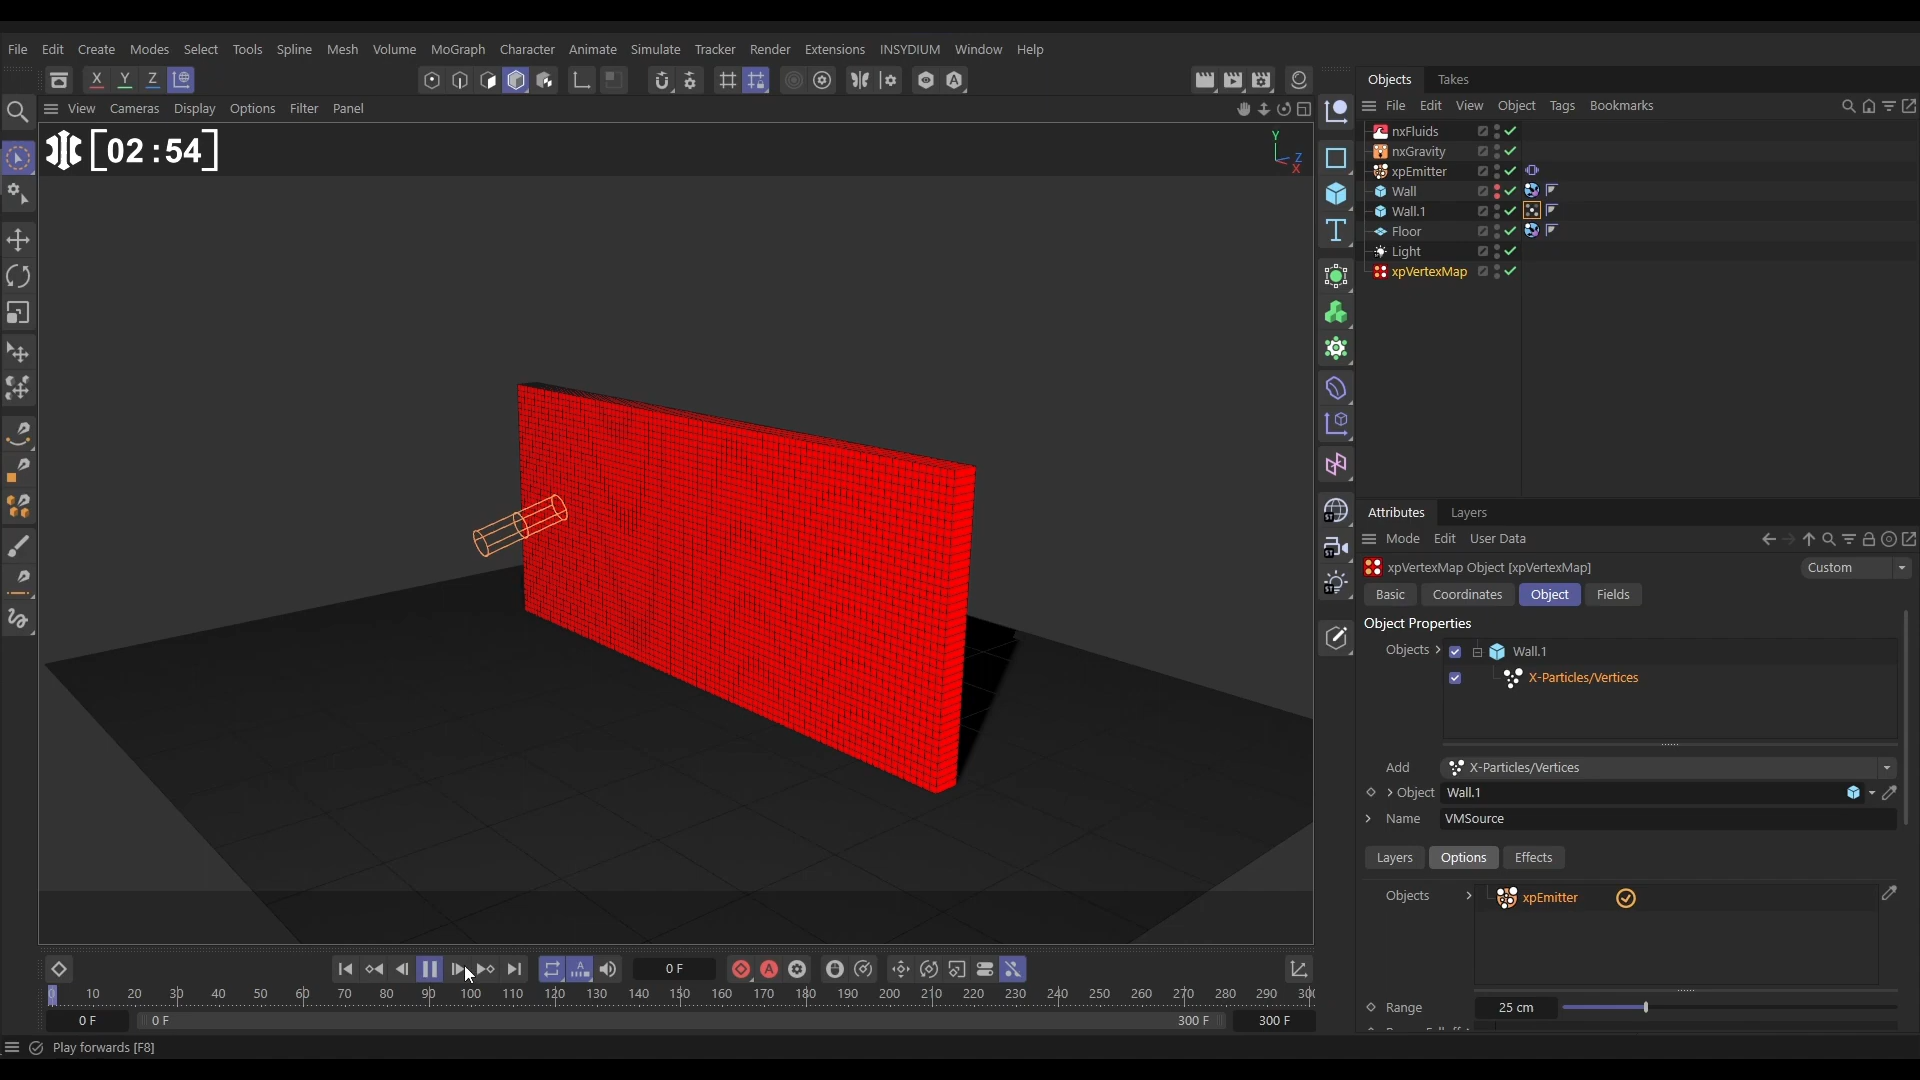 File Edit Create Modes Select Tools Spline Mesh Volume MoGraph Character Animate Simulate Tracker Render Extensions INSYDIUM Window Help
X Y Z
View Cameras Display Options Filter Panel
[02:54]
Y
Z
X
Objects Takes
File Edit View Object Tags Bookmarks
nxFluids
nxGravity
xpEmitter
Wall
Wall.1
Floor
Light
xpVertexMap
Attributes Layers
Mode Edit User Data
xpVertexMap Object [xpVertexMap] Custom
Basic Coordinates Object Fields
Object Properties
Objects Wall.1
X-Particles/Vertices
Add X-Particles/Vertices
Object Wall.1
Name VMSource
Layers Options Effects
Objects xpEmitter
Range 25 cm
0 F
0 10 20 30 40 50 60 70 80 90 100 110 120 130 140 150 160 170 180 190 200 210 220 230 240 250 260 270 280 290
0 F 0 F 300 F 300 F
Play forwards [F8]